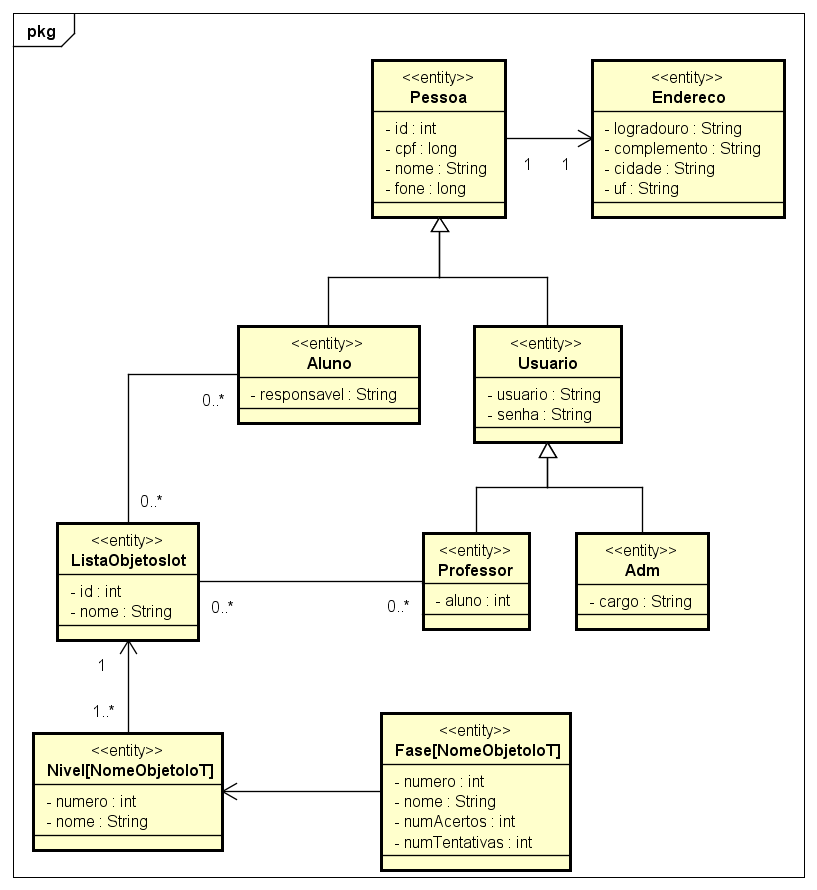 pkg
<<entity>>
Pessoa
- id : int
- cpf : long
- nome : String
- fone : long
<<entity>>
Endereco
- logradouro : String
- complemento : String
- cidade : String
- uf : String
1
1
<<entity>>
Aluno
- responsavel : String
<<entity>>
Usuario
- usuario : String
- senha : String
0..*
0..*
<<entity>>
ListaObjetosIot
- id : int
- nome : String
<<entity>>
Professor
- aluno : int
<<entity>>
Adm
- cargo : String
0..*
0..*
1
1..*
<<entity>>
Nivel[NomeObjetoIoT]
- numero : int
- nome : String
<<entity>>
Fase[NomeObjetoIoT]
- numero : int
- nome : String
- numAcertos : int
- numTentativas : int